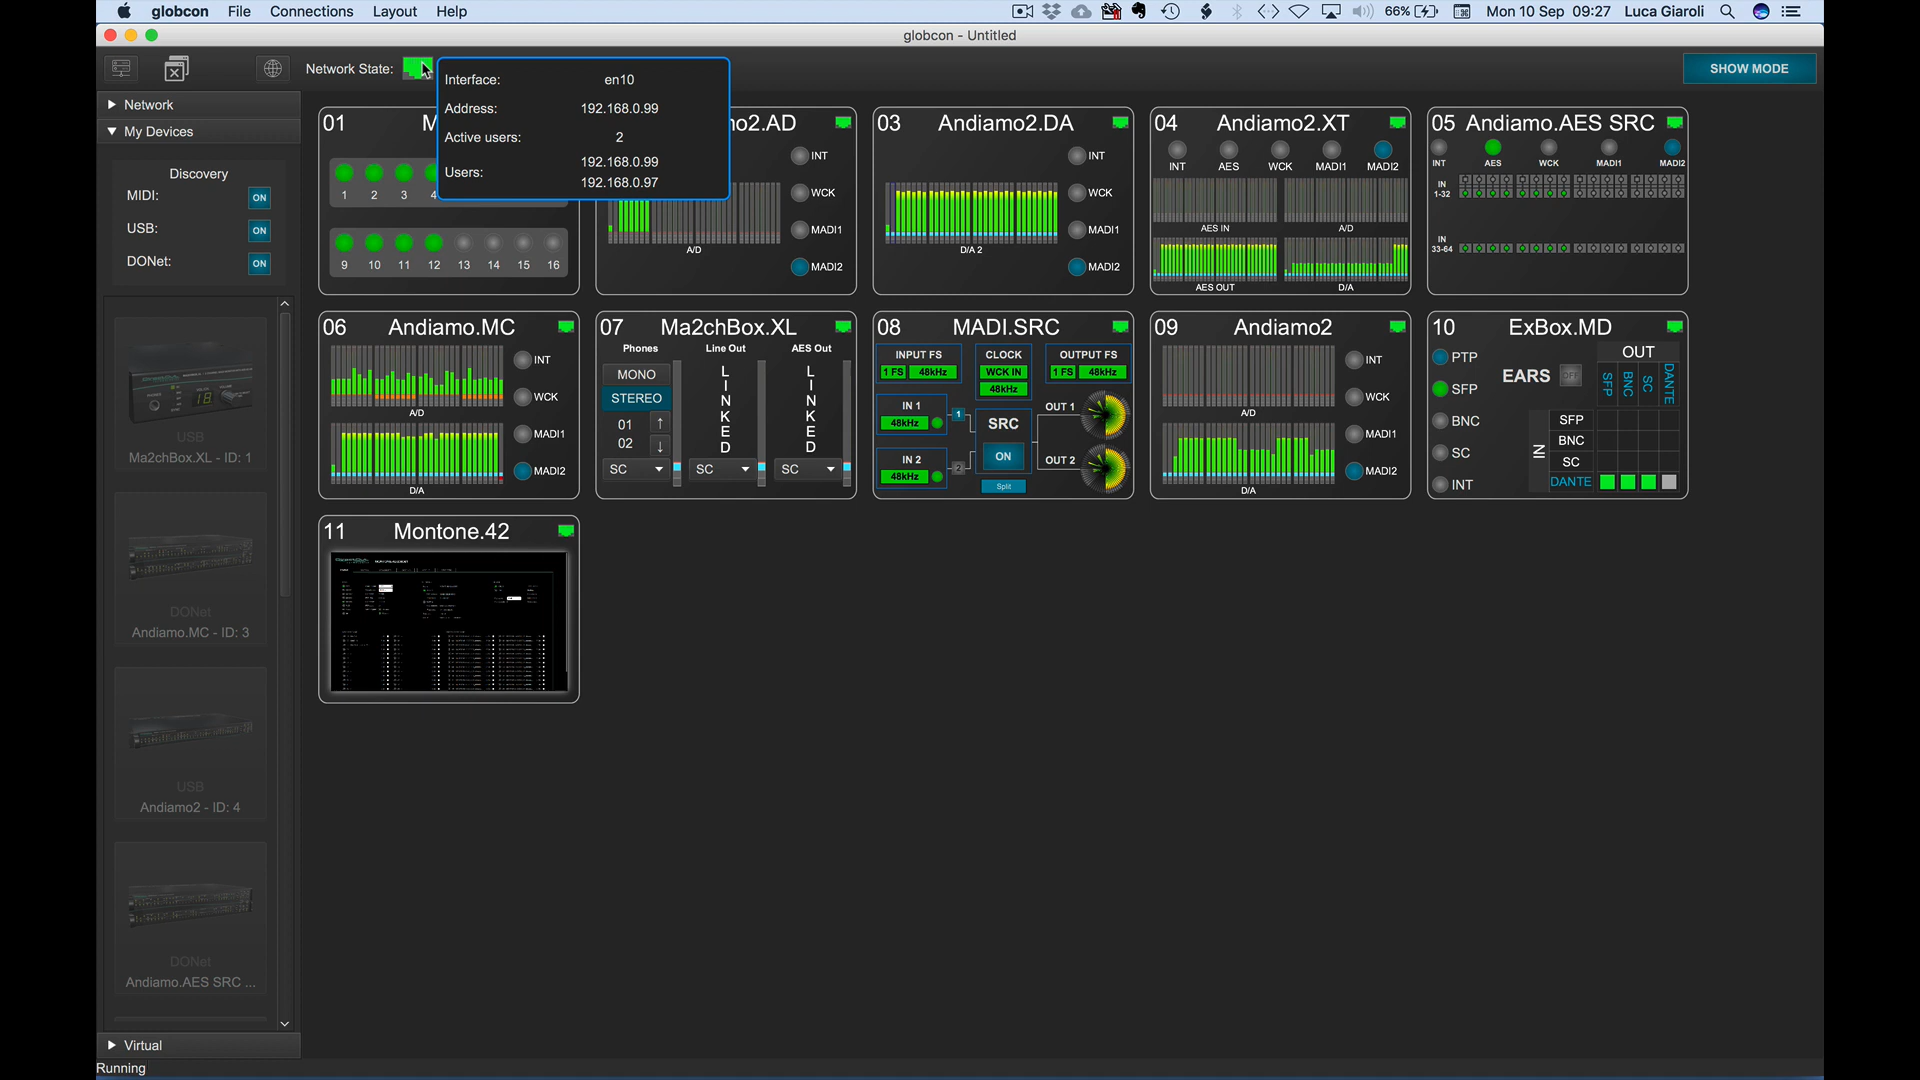 globcon File Connections Layout Help 66% Mon 10 Sep 09:27 Luca Giaroli
globcon - Untitled
Network State:
SHOW MODE
Interface: en10
Address: 192.168.0.99
Active users: 2
Users: 192.168.0.99
192.168.0.97
Network
My Devices
Discovery
MIDI: ON
USB: ON
DONet: ON
USB
Ma2chBox.XL - ID: 1
DONet
Andiamo.MC - ID: 3
USB
Andiamo2 - ID: 4
DONet
Andiamo.AES SRC ...
Virtual
Running
01 M
1 2 3 4
9 10 11 12 13 14 15 16
no2.AD
INT
WCK
MADI1
MADI2
A/D
03 Andiamo2.DA
INT
WCK
MADI1
MADI2
D/A 2
04 Andiamo2.XT
INT AES WCK MADI1 MADI2
AES IN A/D
AES OUT D/A
05 Andiamo.AES SRC
INT AES WCK MADI1 MADI2
IN
1-32
IN
33-64
06 Andiamo.MC
INT
WCK
A/D
MADI1
MADI2
D/A
07 Ma2chBox.XL
Phones Line Out AES Out
MONO
STEREO
01 ↑
02 ↓
LINKED
LINKED
SC SC SC
08 MADI.SRC
INPUT FS CLOCK OUTPUT FS
1 FS 48kHz WCK IN 1 FS 48kHz
48kHz
IN 1
48kHz
1
SRC
ON
OUT 1
IN 2
48kHz
2
OUT 2
Split
09 Andiamo2
INT
WCK
A/D
MADI1
MADI2
D/A
10 ExBox.MD
PTP
SFP
BNC
SC
INT
EARS OFF
OUT
SFP BNC SC DANTE
IN
SFP
BNC
SC
DANTE
11 Montone.42